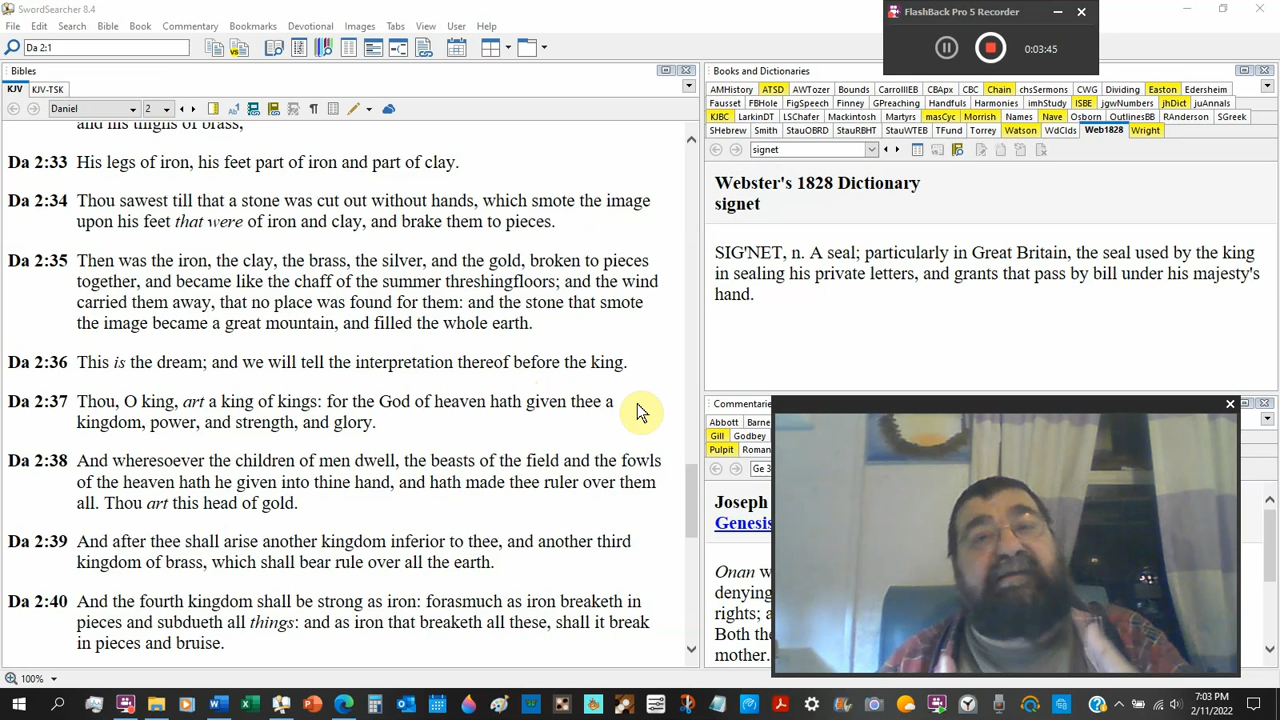 SwordSearcher 8.4
File Edit Search Bible Book Commentary Bookmarks Devotional Images Tabs View User Help
Da 2:1
VS
FlashBack Pro 5 Recorder
0:03:45
Bibles
KJV KJV-TSK
Daniel 2
and his thighs of brass,
Da 2:33 His legs of iron, his feet part of iron and part of clay.
Da 2:34 Thou sawest till that a stone was cut out without hands, which smote the image
upon his feet that were of iron and clay, and brake them to pieces.
Da 2:35 Then was the iron, the clay, the brass, the silver, and the gold, broken to pieces
together, and became like the chaff of the summer threshingfloors; and the wind
carried them away, that no place was found for them: and the stone that smote
the image became a great mountain, and filled the whole earth.
Da 2:36 This is the dream; and we will tell the interpretation thereof before the king.
Da 2:37 Thou, O king, art a king of kings: for the God of heaven hath given thee a
kingdom, power, and strength, and glory.
Da 2:38 And wheresoever the children of men dwell, the beasts of the field and the fowls
of the heaven hath he given into thine hand, and hath made thee ruler over them
all. Thou art this head of gold.
Da 2:39 And after thee shall arise another kingdom inferior to thee, and another third
kingdom of brass, which shall bear rule over all the earth.
Da 2:40 And the fourth kingdom shall be strong as iron: forasmuch as iron breaketh in
pieces and subdueth all things: and as iron that breaketh all these, shall it break
in pieces and bruise.
100%
Books and Dictionaries
AMHistory ATSD AWTozer Bounds CarrollEB CBApx CBC Chain chsSermons CWG Dividing Easton Edersheim
Fausset FBHole FigSpeech Finney GPreaching Handfuls Harmonies imhStudy ISBE jgwNumbers jhDict juAnnals
KJBC LarkinDT LSChafer Mackintosh Martyrs masCyc Morrish Names Nave Osborn OutlinesBB RAnderson SGreek
SHebrew Smith StauOBRD StauRBHT StauWTEB TFund Torrey Watson WdClds Web1828 Wright
signet
Webster's 1828 Dictionary
signet
SIG'NET, n. A seal; particularly in Great Britain, the seal used by the king
in sealing his private letters, and grants that pass by bill under his majesty's
hand.
Commentaries
Abbott Barne
Gill Godbey
Pulpit Roman
Ge 3
Joseph
Genesis
Onan w
denying
rights; a
Both the
mother.
7:03 PM
2/11/2022